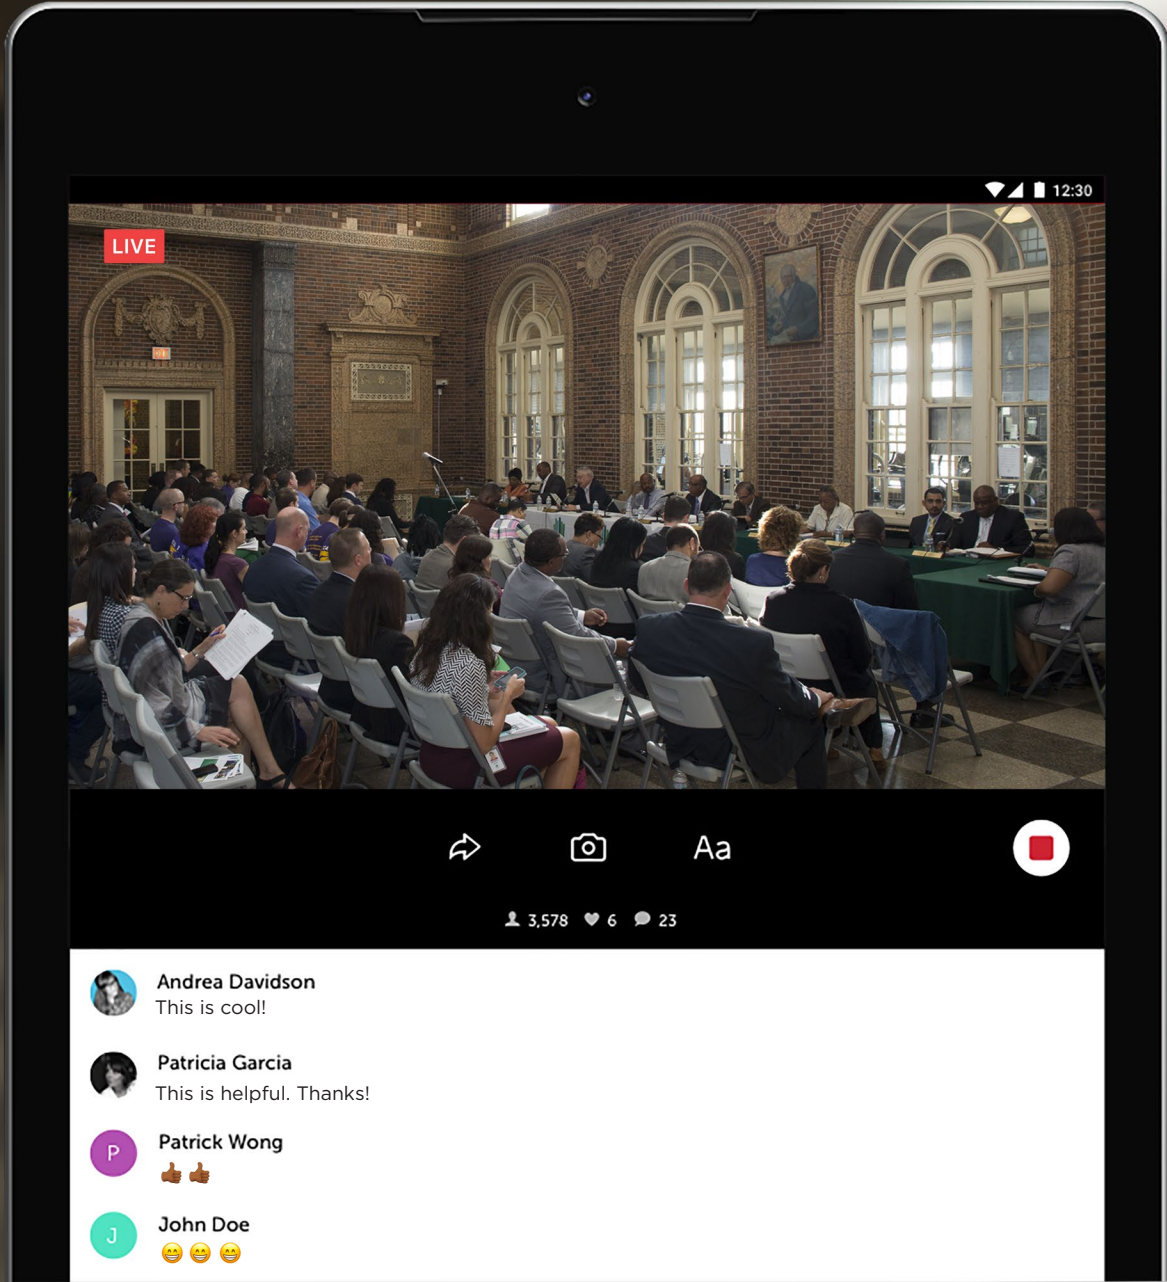 12:30
LIVE
Aa
3,578 6 23
Andrea Davidson
This is cool!
Patricia Garcia
This is helpful. Thanks!
P
Patrick Wong
👍🏾 👍🏾
J
John Doe
😁 😁 😁